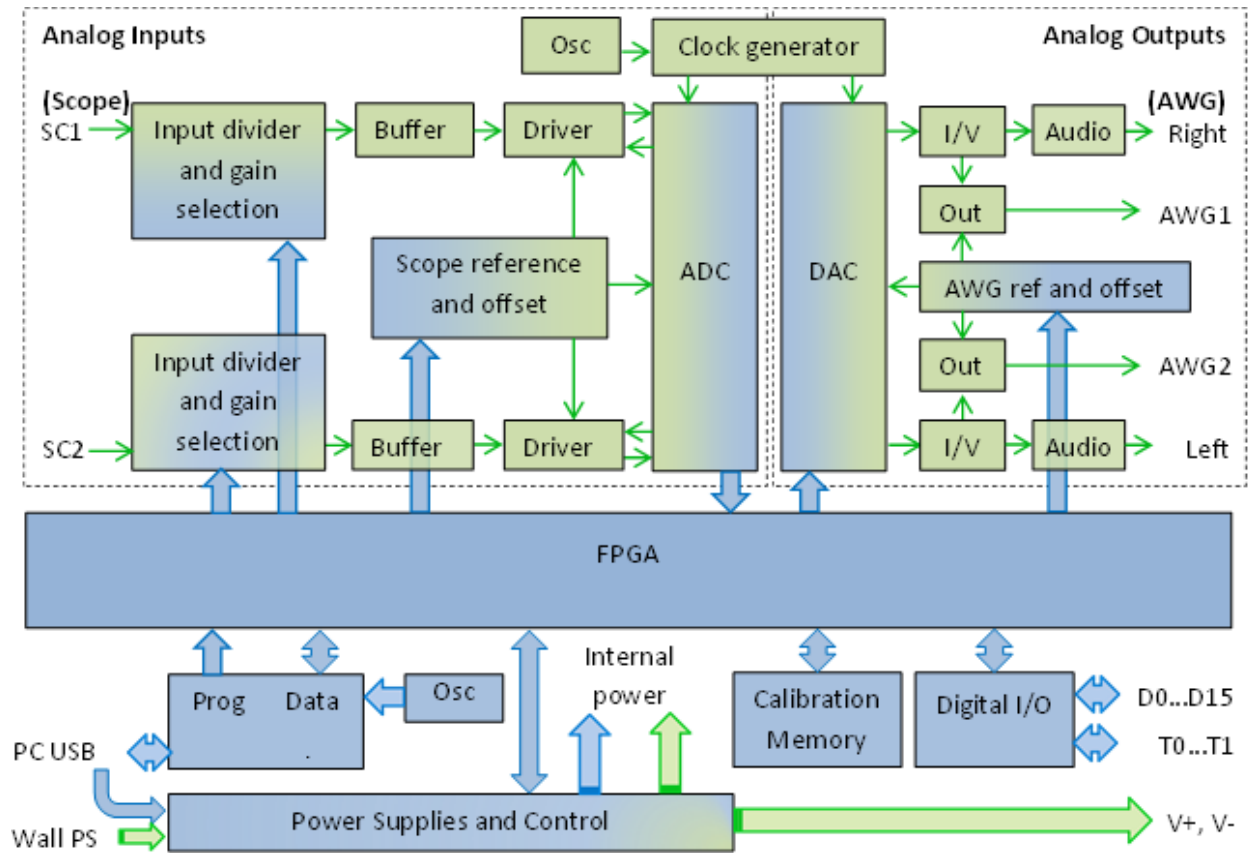 Analog Inputs
Osc
Clock generator
Analog Outputs
(Scope)
SC1
Input divider
and gain
selection
Buffer
Driver
ADC
DAC
I/V
Audio
(AWG)
Right
Out
AWG1
Scope reference
and offset
AWG ref and offset
Input divider
and gain
selection
Out
AWG2
SC2
Buffer
Driver
I/V
Audio
Left
FPGA
Prog
Data
.
Osc
Internal
power
Calibration
Memory
Digital I/O
D0...D15
T0...T1
PC USB
Wall PS
Power Supplies and Control
V+, V-